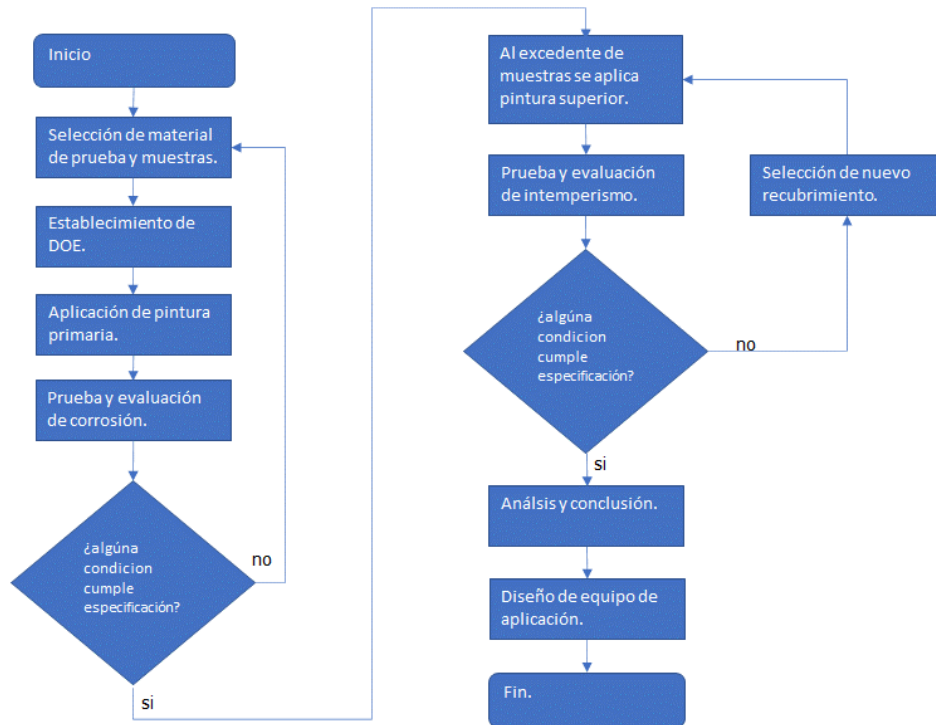 Inicio
Selección de material
de prueba y muestras.
Establecimiento de
DOE.
Aplicación de pintura
primaria.
Prueba y evaluación
de corrosión.
¿algúna
condicion
cumple
especificación?
no
si
Al excedente de
muestras se aplica
pintura superior.
Prueba y evaluación
de intemperismo.
Selección de nuevo
recubrimiento.
¿algúna
condicion
cumple
especificación?
no
si
Análsis y conclusión.
Diseño de equipo de
aplicación.
Fin.